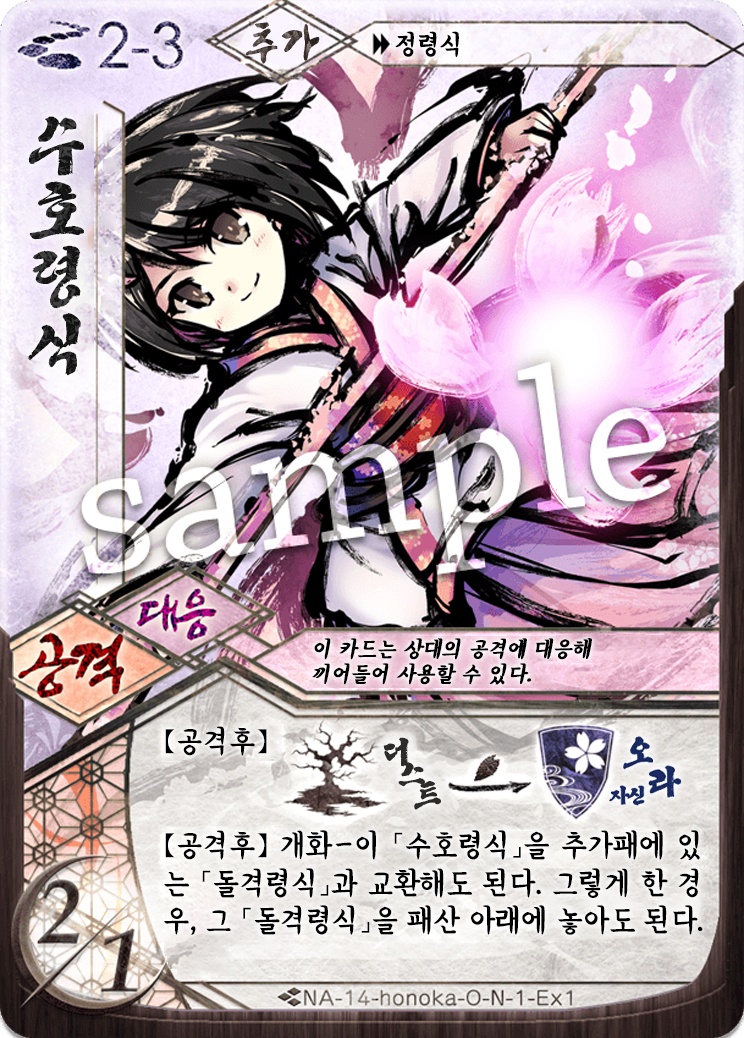 2-3
추가
정령식
수호령식
sample
대응
공격
이 카드는 상대의 공격에 대응해
끼어들어 사용할 수 있다.
【공격후】
더스트
오라
자신
【공격후】 개화-이 「수호령식」을 추가패에 있
는 「돌격령식」과 교환해도 된다. 그렇게 한 경
우, 그 「돌격령식」을 패산 아래에 놓아도 된다.
2/1
NA-14-honoka-O-N-1-Ex1